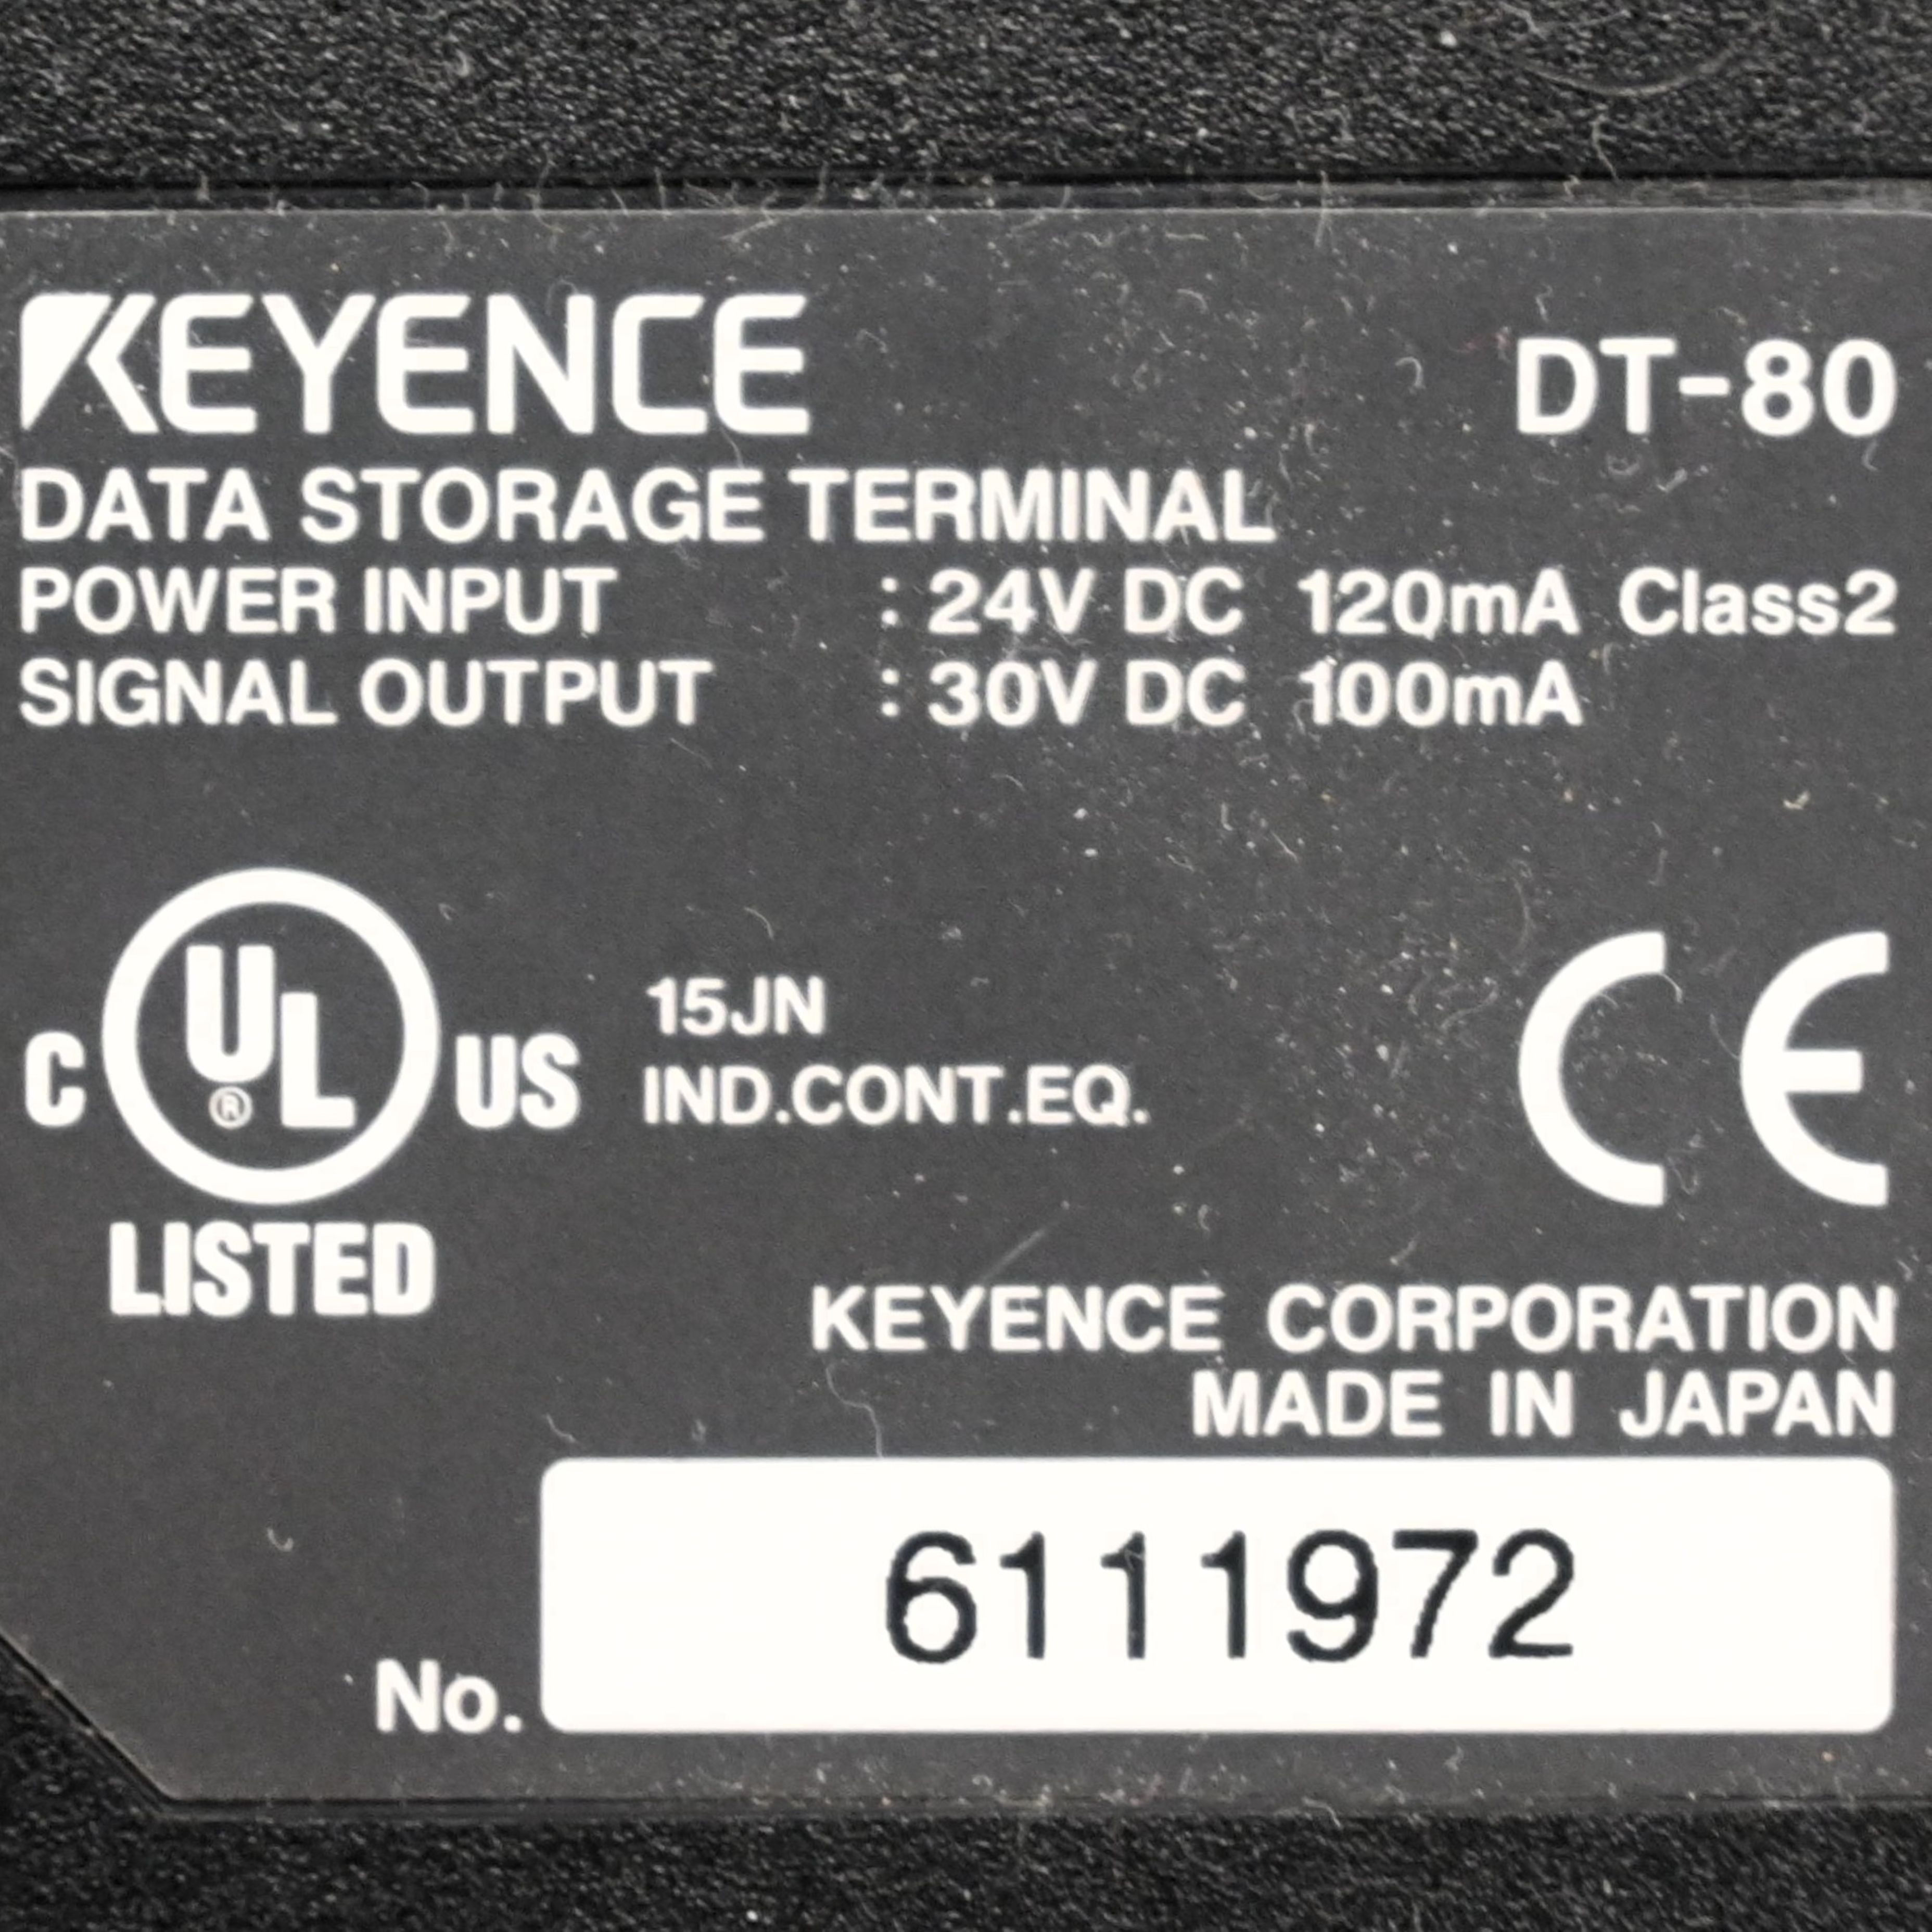 KEYENCE DT-80
DATA STORAGE TERMINAL
POWER INPUT : 24V DC 120mA Class2
SIGNAL OUTPUT : 30V DC 100mA
C UL ® US
LISTED
15JN
IND.CONT.EQ.
CE
KEYENCE CORPORATION
MADE IN JAPAN
No. 6111972